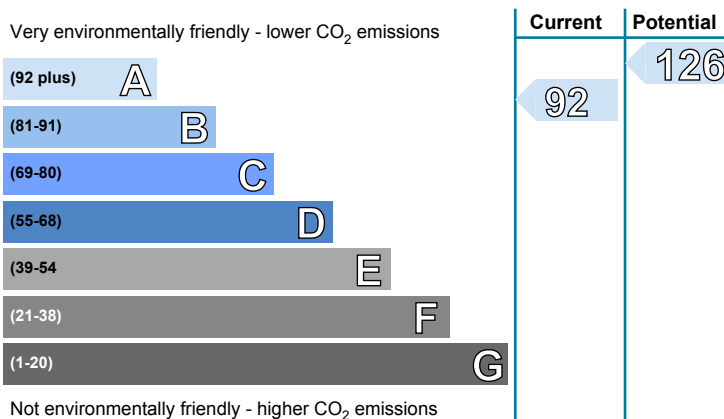 Very environmentally friendly - lower CO2 emissions
Current
Potential
(92 plus) A
126
(81-91) B
92
(69-80) C
(55-68) D
(39-54 E
(21-38) F
(1-20) G
Not environmentally friendly - higher CO2 emissions